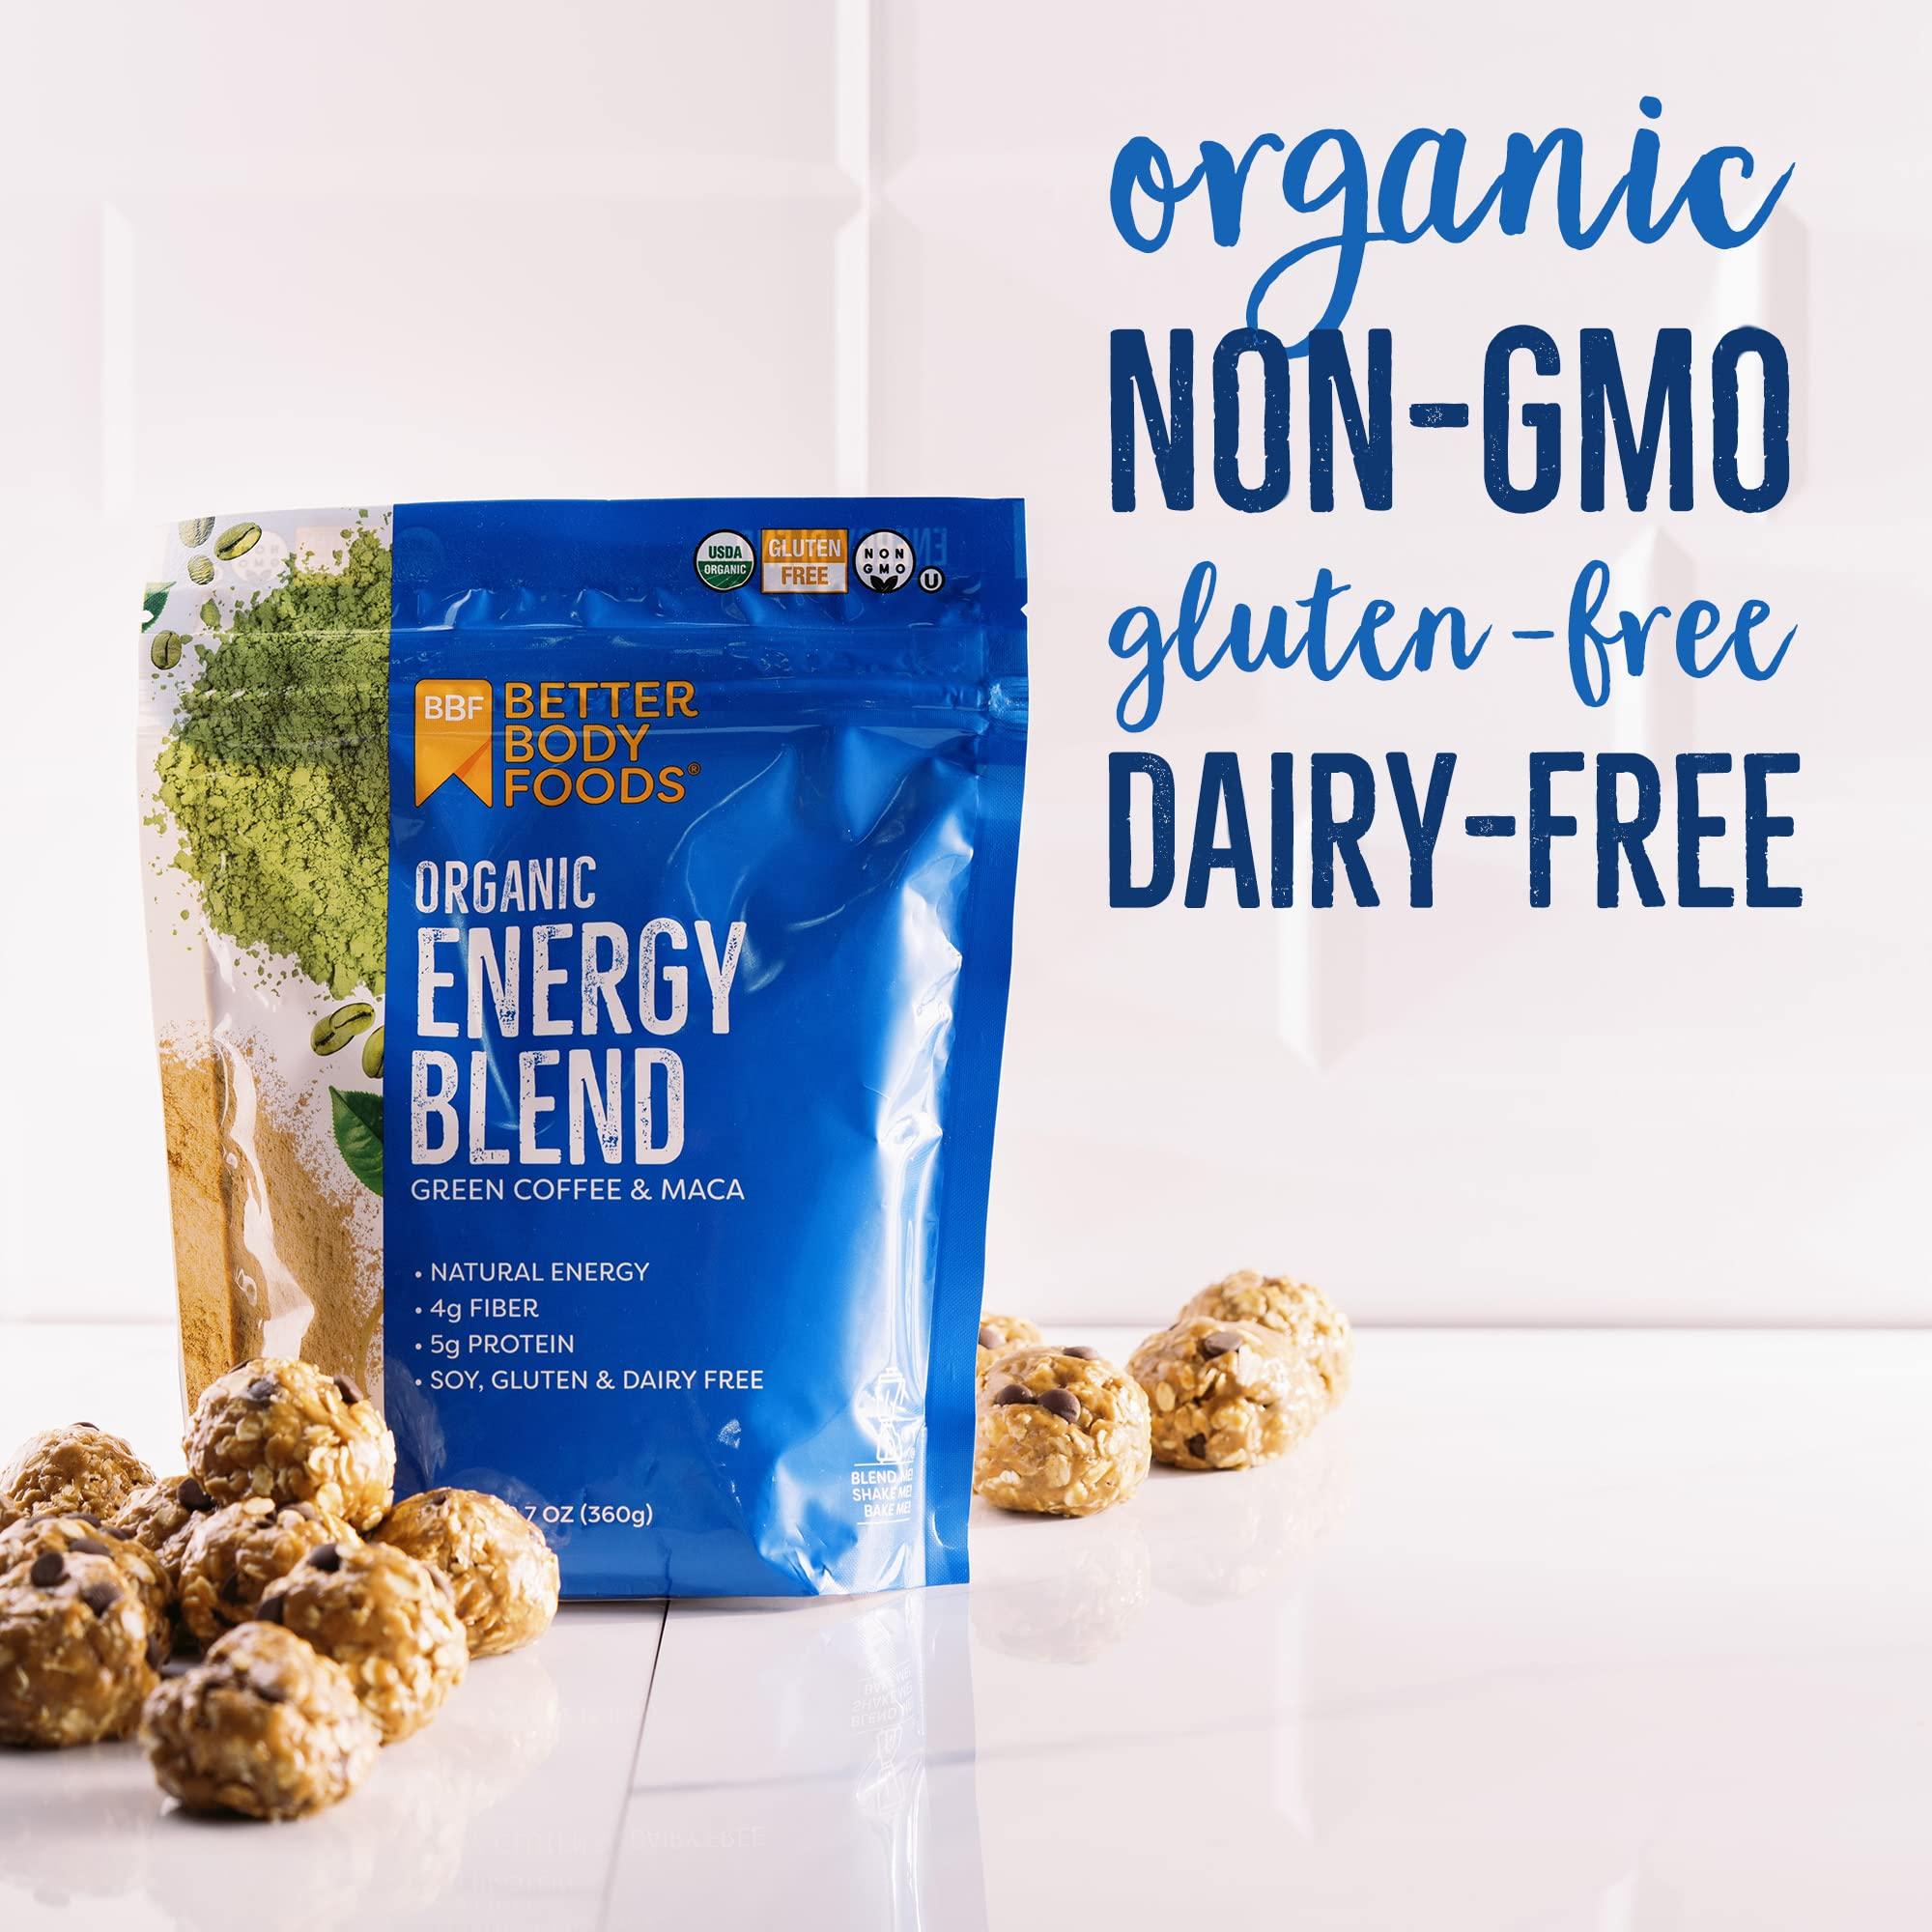 organic
NON-GMO
gluten-free
DAIRY-FREE
USDA
ORGANIC
GLUTEN
FREE
NON
GMO
U
BBF
BETTER
BODY
FOODS®
ORGANIC
ENERGY
BLEND
GREEN COFFEE & MACA
• NATURAL ENERGY
• 4g FIBER
• 5g PROTEIN
• SOY, GLUTEN & DAIRY FREE
BLEND ME!
SHAKE ME!
BAKE ME!
7 OZ (360g)